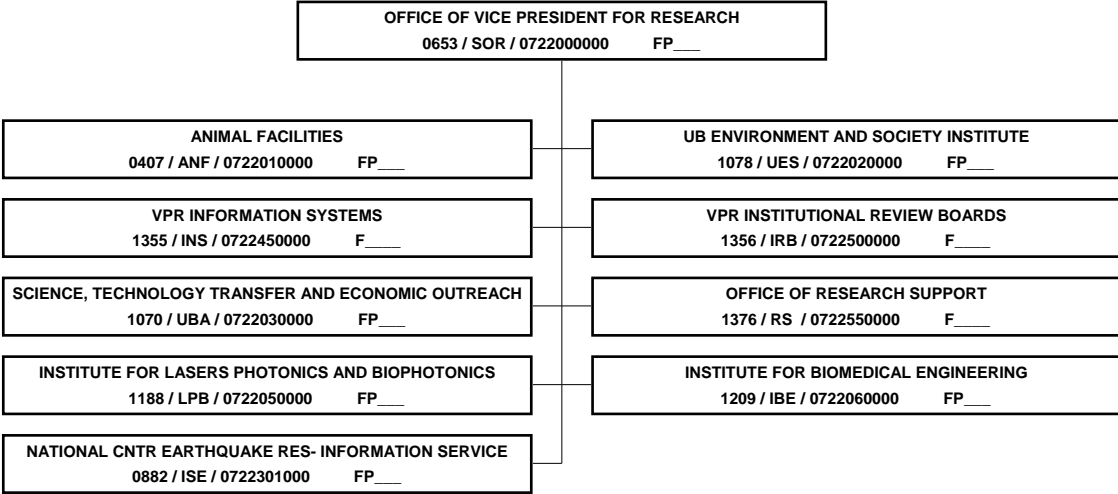 OFFICE OF VICE PRESIDENT FOR RESEARCH
0653 / SOR / 0722000000 FP___
ANIMAL FACILITIES
0407 / ANF / 0722010000 FP___
UB ENVIRONMENT AND SOCIETY INSTITUTE
1078 / UES / 0722020000 FP___
VPR INFORMATION SYSTEMS
1355 / INS / 0722450000 F____
VPR INSTITUTIONAL REVIEW BOARDS
1356 / IRB / 0722500000 F____
SCIENCE, TECHNOLOGY TRANSFER AND ECONOMIC OUTREACH
1070 / UBA / 0722030000 FP___
OFFICE OF RESEARCH SUPPORT
1376 / RS / 0722550000 F____
INSTITUTE FOR LASERS PHOTONICS AND BIOPHOTONICS
1188 / LPB / 0722050000 FP___
INSTITUTE FOR BIOMEDICAL ENGINEERING
1209 / IBE / 0722060000 FP___
NATIONAL CNTR EARTHQUAKE RES- INFORMATION SERVICE
0882 / ISE / 0722301000 FP___